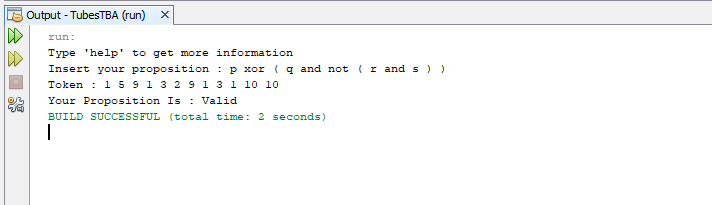 Output - TubesTBA (run)
run:
Type 'help' to get more information
Insert your proposition : p xor ( q and not ( r and s ) )
Token : 1 5 9 1 3 2 9 1 3 1 10 10
Your Proposition Is : Valid
BUILD SUCCESSFUL (total time: 2 seconds)